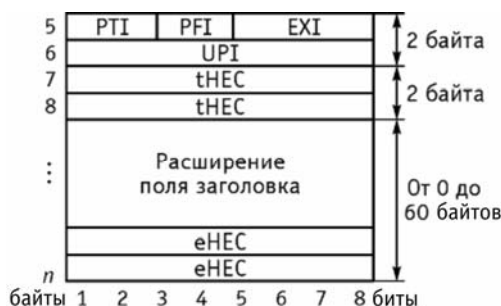 5 PTI PFI EXI
6 UPI
2 байта
7 tHEC
8 tHEC
2 байта
⋮
Расширение
поля заголовка
От 0 до
60 байтов
eHEC
n eHEC
байты 1 2 3 4 5 6 7 8 биты